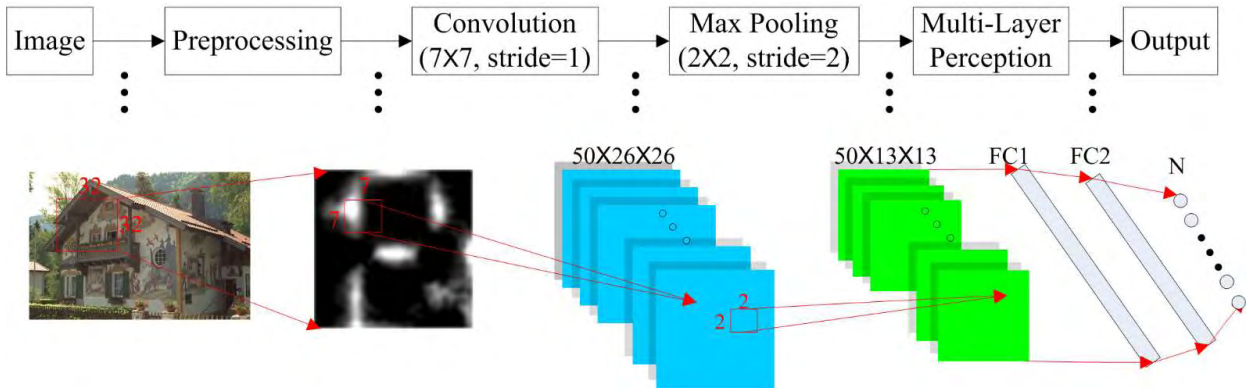 Image
Preprocessing
Convolution
(7X7, stride=1)
Max Pooling
(2X2, stride=2)
Multi-Layer
Perception
Output
50X26X26
50X13X13
FC1
FC2
N
32
32
7
7
2
2